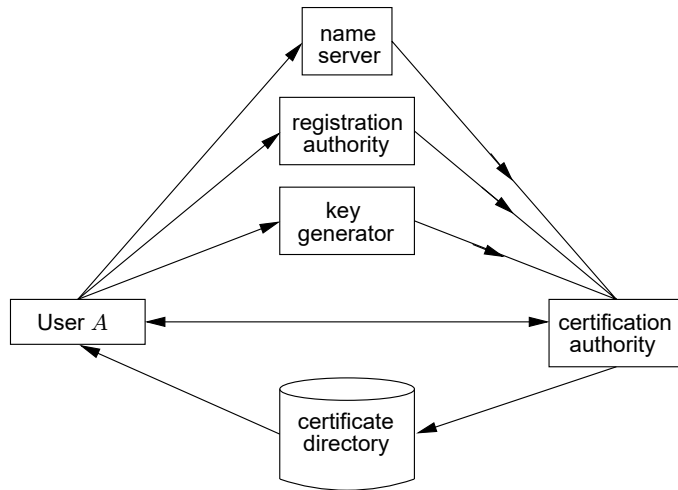 name
server
registration
authority
key
generator
User A
certification
authority
certificate
directory